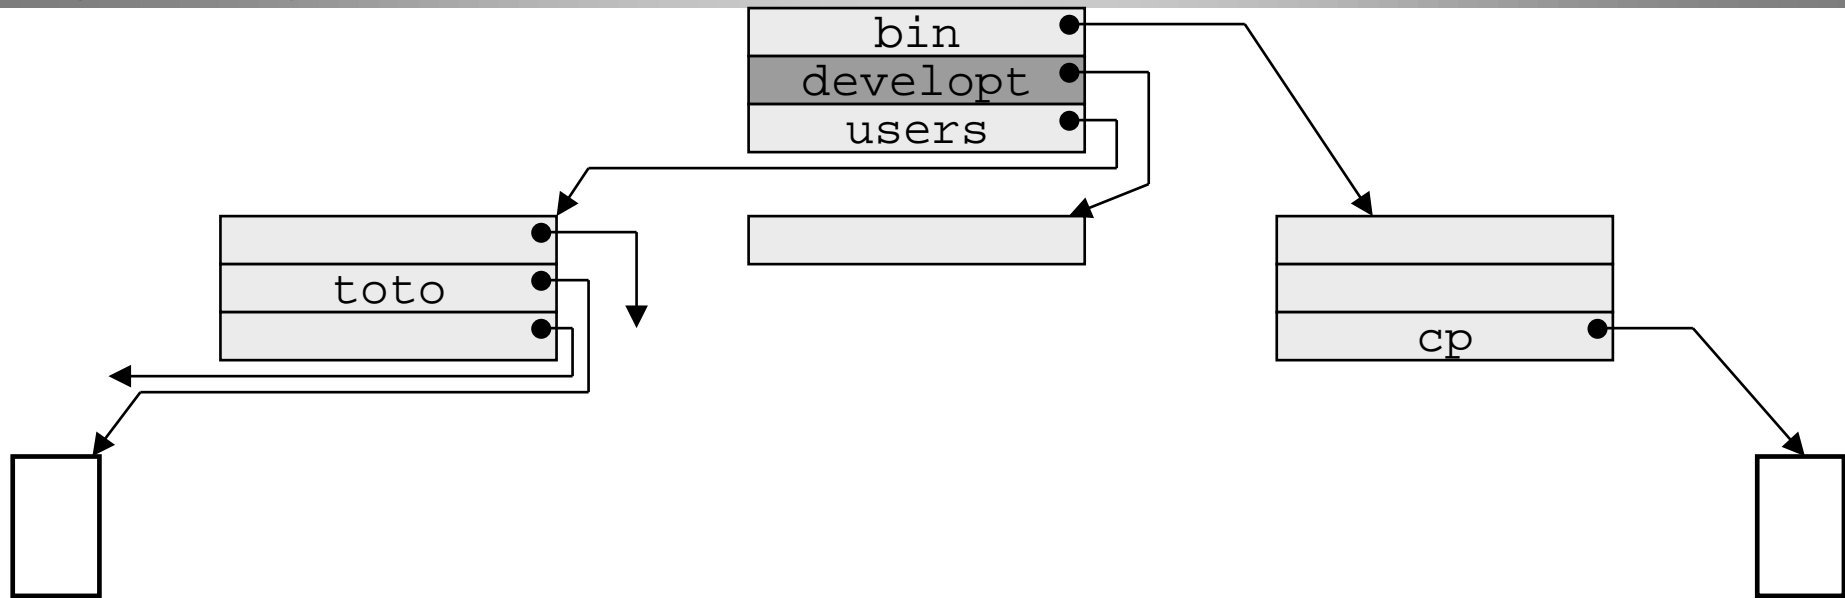 bin
developt
users
toto
cp